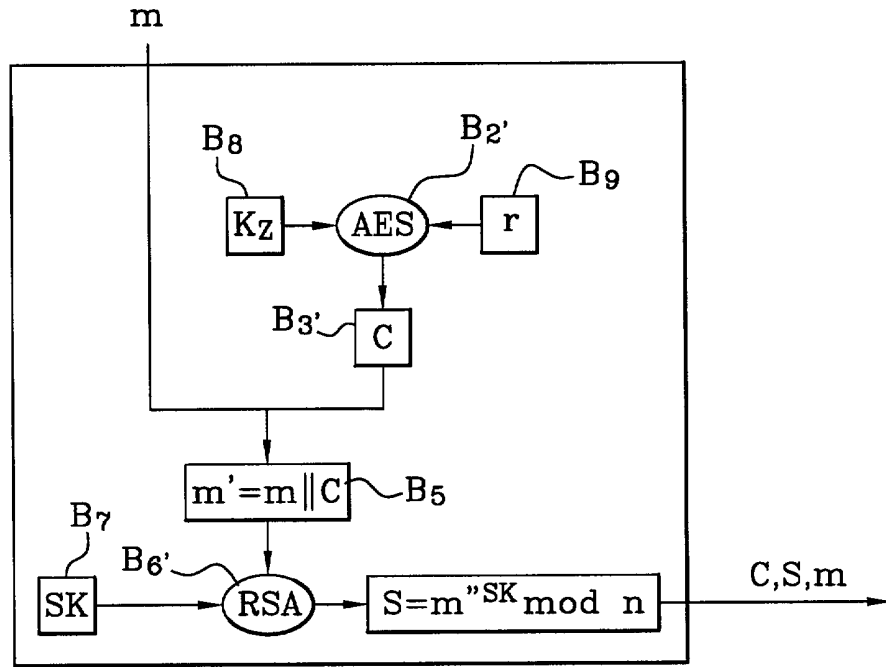 m
B8
B2'
B9
Kz
AES
r
B3'
C
m'=m||C
B5
B7
B6'
SK
RSA
S=m"SK mod n
C,S,m